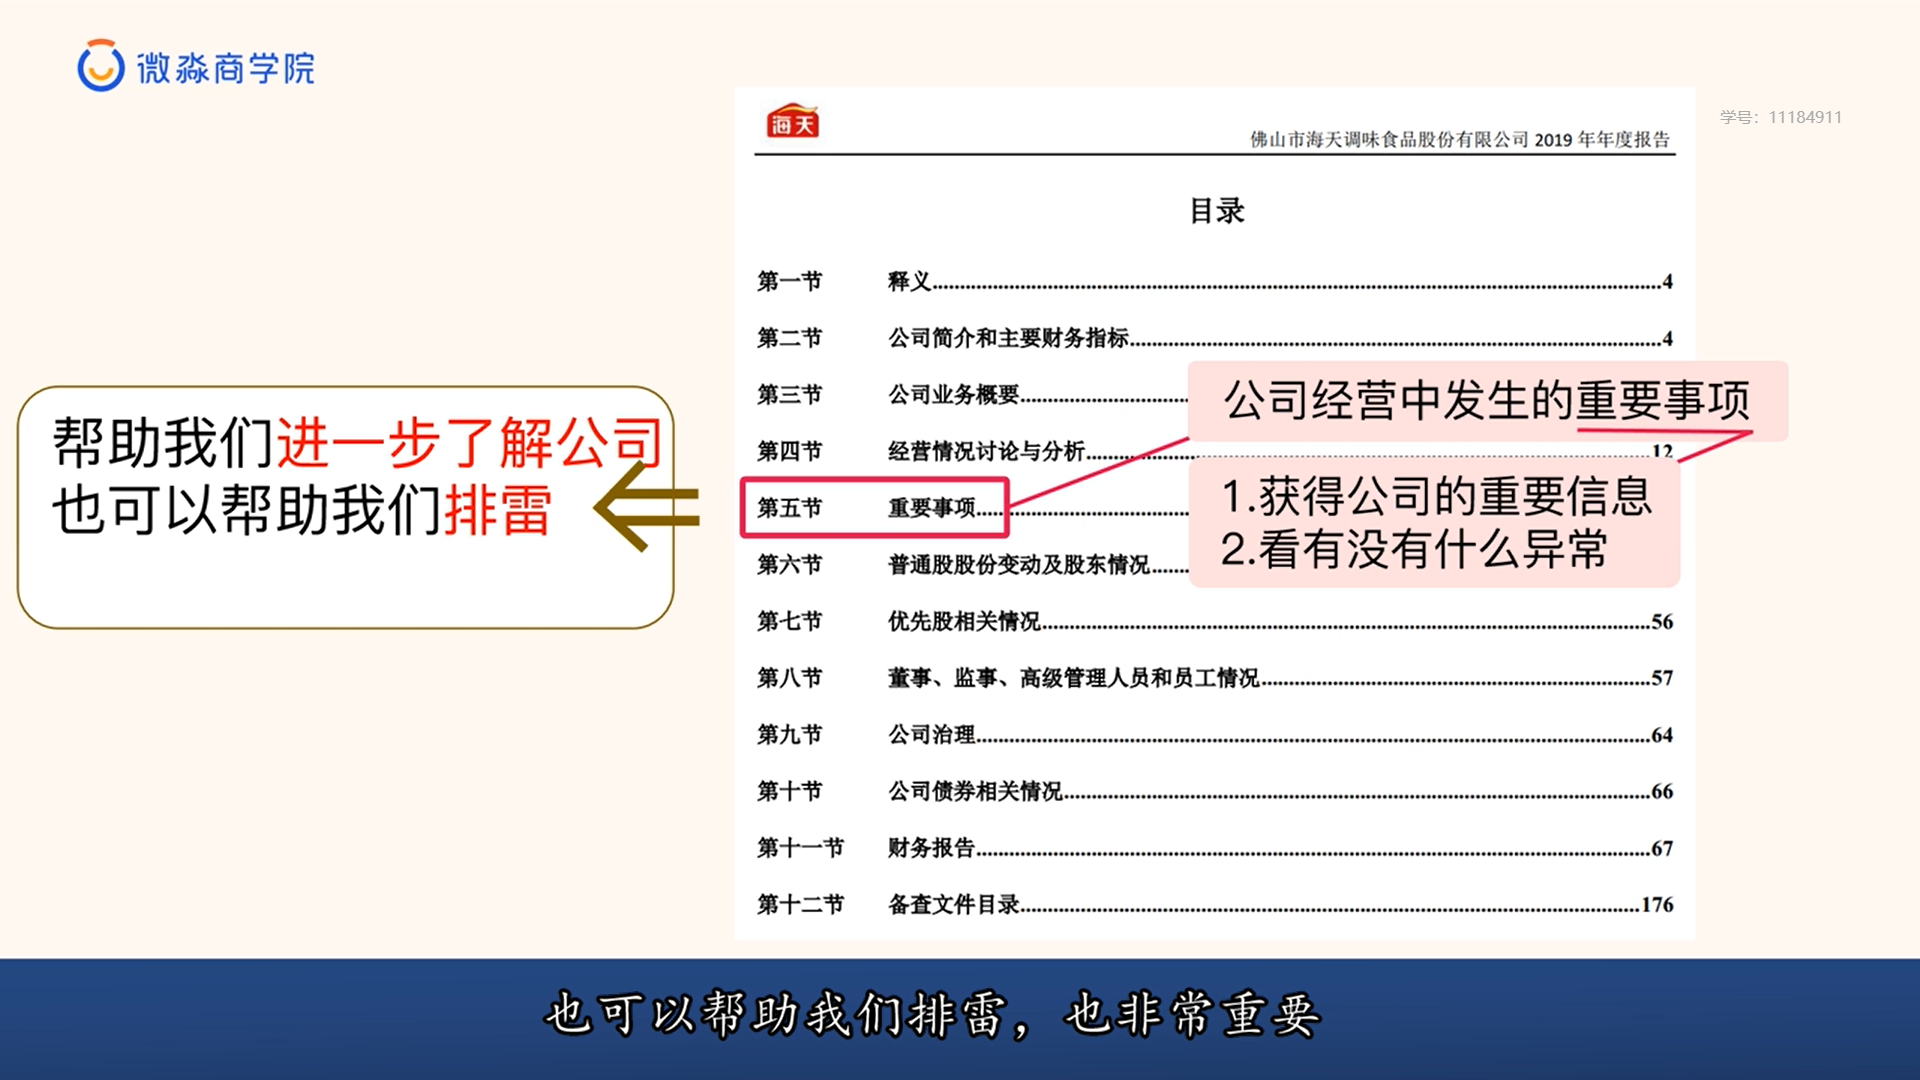 微淼商学院
学号：11184911
海天
佛山市海天调味食品股份有限公司 2019 年年度报告
目录
第一节 释义 4
第二节 公司简介和主要财务指标 4
第三节 公司业务概要
公司经营中发生的重要事项
第四节 经营情况讨论与分析 12
第五节 重要事项
1.获得公司的重要信息
2.看有没有什么异常
第六节 普通股股份变动及股东情况
第七节 优先股相关情况 56
第八节 董事、监事、高级管理人员和员工情况 57
第九节 公司治理 64
第十节 公司债券相关情况 66
第十一节 财务报告 67
第十二节 备查文件目录 176
帮助我们进一步了解公司
也可以帮助我们排雷
也可以帮助我们排雷，也非常重要